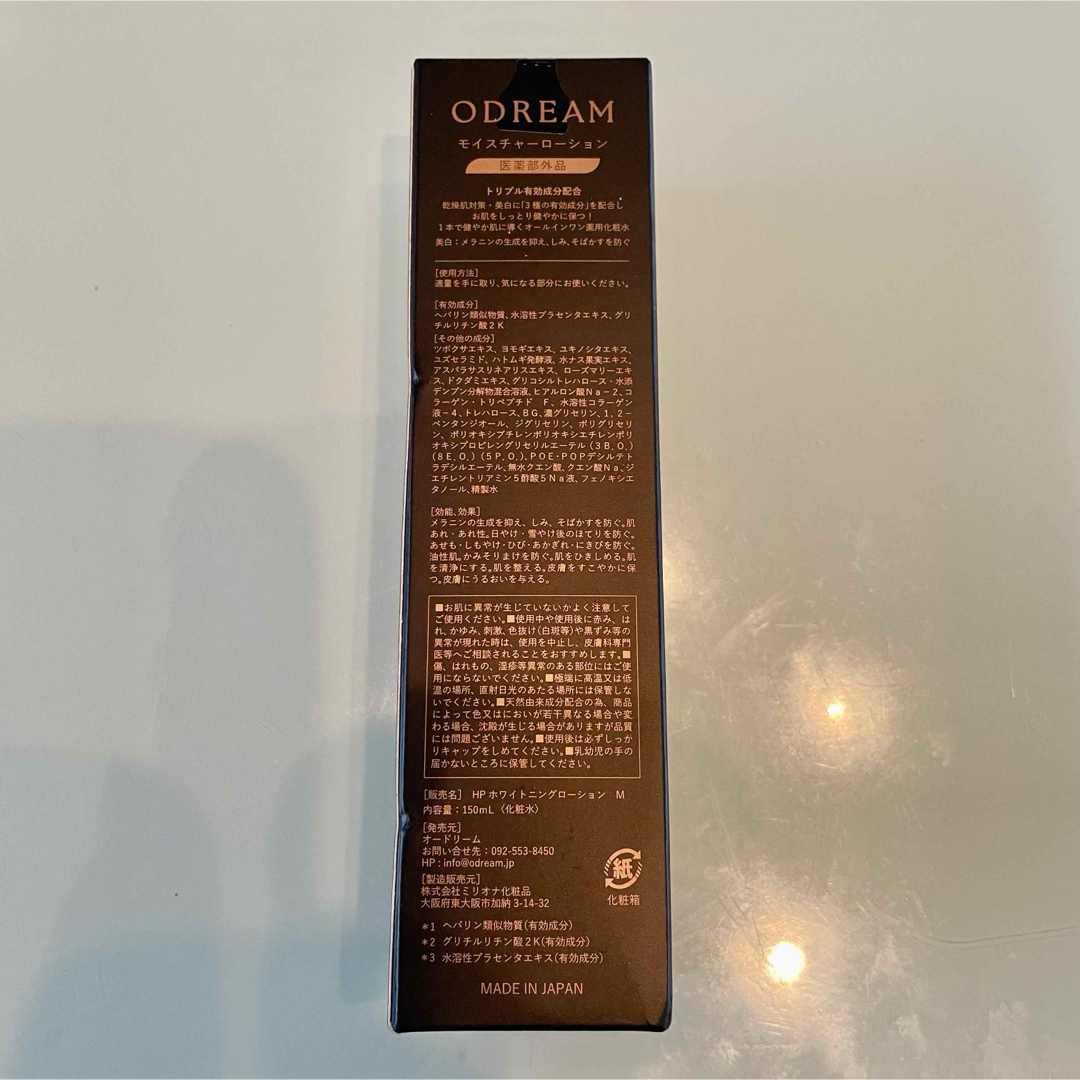 ODREAM
モイスチャーローション
医薬部外品
トリプル有効成分配合
乾燥肌対策・美白に「3種の有効成分」を配合し
お肌をしっとり健やかに保つ！
1本で健やか肌に導くオールインワン薬用化粧水
美白：メラニンの生成を抑え、しみ、そばかすを防ぐ
[使用方法]
適量を手に取り、気になる部分にお使いください。
[有効成分]
ヘパリン類似物質、水溶性プラセンタエキス、グリ
チルリチン酸2K
[その他の成分]
ツボクサエキス、ヨモギエキス、ユキノシタエキス、
ユズセラミド、ハトムギ発酵液、水ナス果実エキス、
アスパラサスリネアリスエキス、ローズマリーエキ
ス、ドクダミエキス、グリコシルトレハロース・水添
デンプン分解物混合溶液、ヒアルロン酸Na－2、コ
ラーゲン・トリペプチド F、水溶性コラーゲン
液－4、トレハロース、BG、濃グリセリン、1，2－
ペンタンジオール、ジグリセリン、ポリグリセリ
ン、ポリオキシブチレンポリオキシエチレンポリ
オキシプロピレングリセリルエーテル（3B．O．）
（8E．O．）（5P．O．）、POE・POPデシルテト
ラデシルエーテル、無水クエン酸、クエン酸Na、ジ
エチレントリアミン5酢酸5Na液、フェノキシエ
タノール、精製水
[効能、効果]
メラニンの生成を抑え、しみ、そばかすを防ぐ。肌
あれ・あれ性。日やけ・雪やけ後のほてりを防ぐ。
あせも・しもやけ・ひび・あかぎれ・にきびを防ぐ。
油性肌。かみそりまけを防ぐ。肌をひきしめる。肌
を清浄にする。肌を整える。皮膚をすこやかに保
つ。皮膚にうるおいを与える。
■お肌に異常が生じていないかよく注意して
ご使用ください。■使用中や使用後に赤み、は
れ、かゆみ、刺激、色抜け(白斑等)や黒ずみ等の
異常が現れた時は、使用を中止し、皮膚科専門
医等へご相談されることをおすすめします。■
傷、はれもの、湿疹等異常のある部位にはご使
用にならないでください。■極端に高温又は低
温の場所、直射日光のあたる場所には保管しな
いでください。■天然由来成分配合の為、商品
によって色又はにおいが若干異なる場合や変
わる場合、沈殿が生じる場合がありますが品質
には問題ございません。■使用後は必ずしっか
りキャップをしめてください。■乳幼児の手の
届かないところに保管してください。
[販売名] HPホワイトニングローション M
内容量：150mL〈化粧水〉
[発売元]
オードリーム
お問い合せ先：092-553-8450
HP : info@odream.jp
[製造販売元]
株式会社ミリオナ化粧品
大阪府東大阪市加納 3-14-32
紙
化粧箱
＊1 ヘパリン類似物質(有効成分)
＊2 グリチルリチン酸2K(有効成分)
＊3 水溶性プラセンタエキス(有効成分)
MADE IN JAPAN